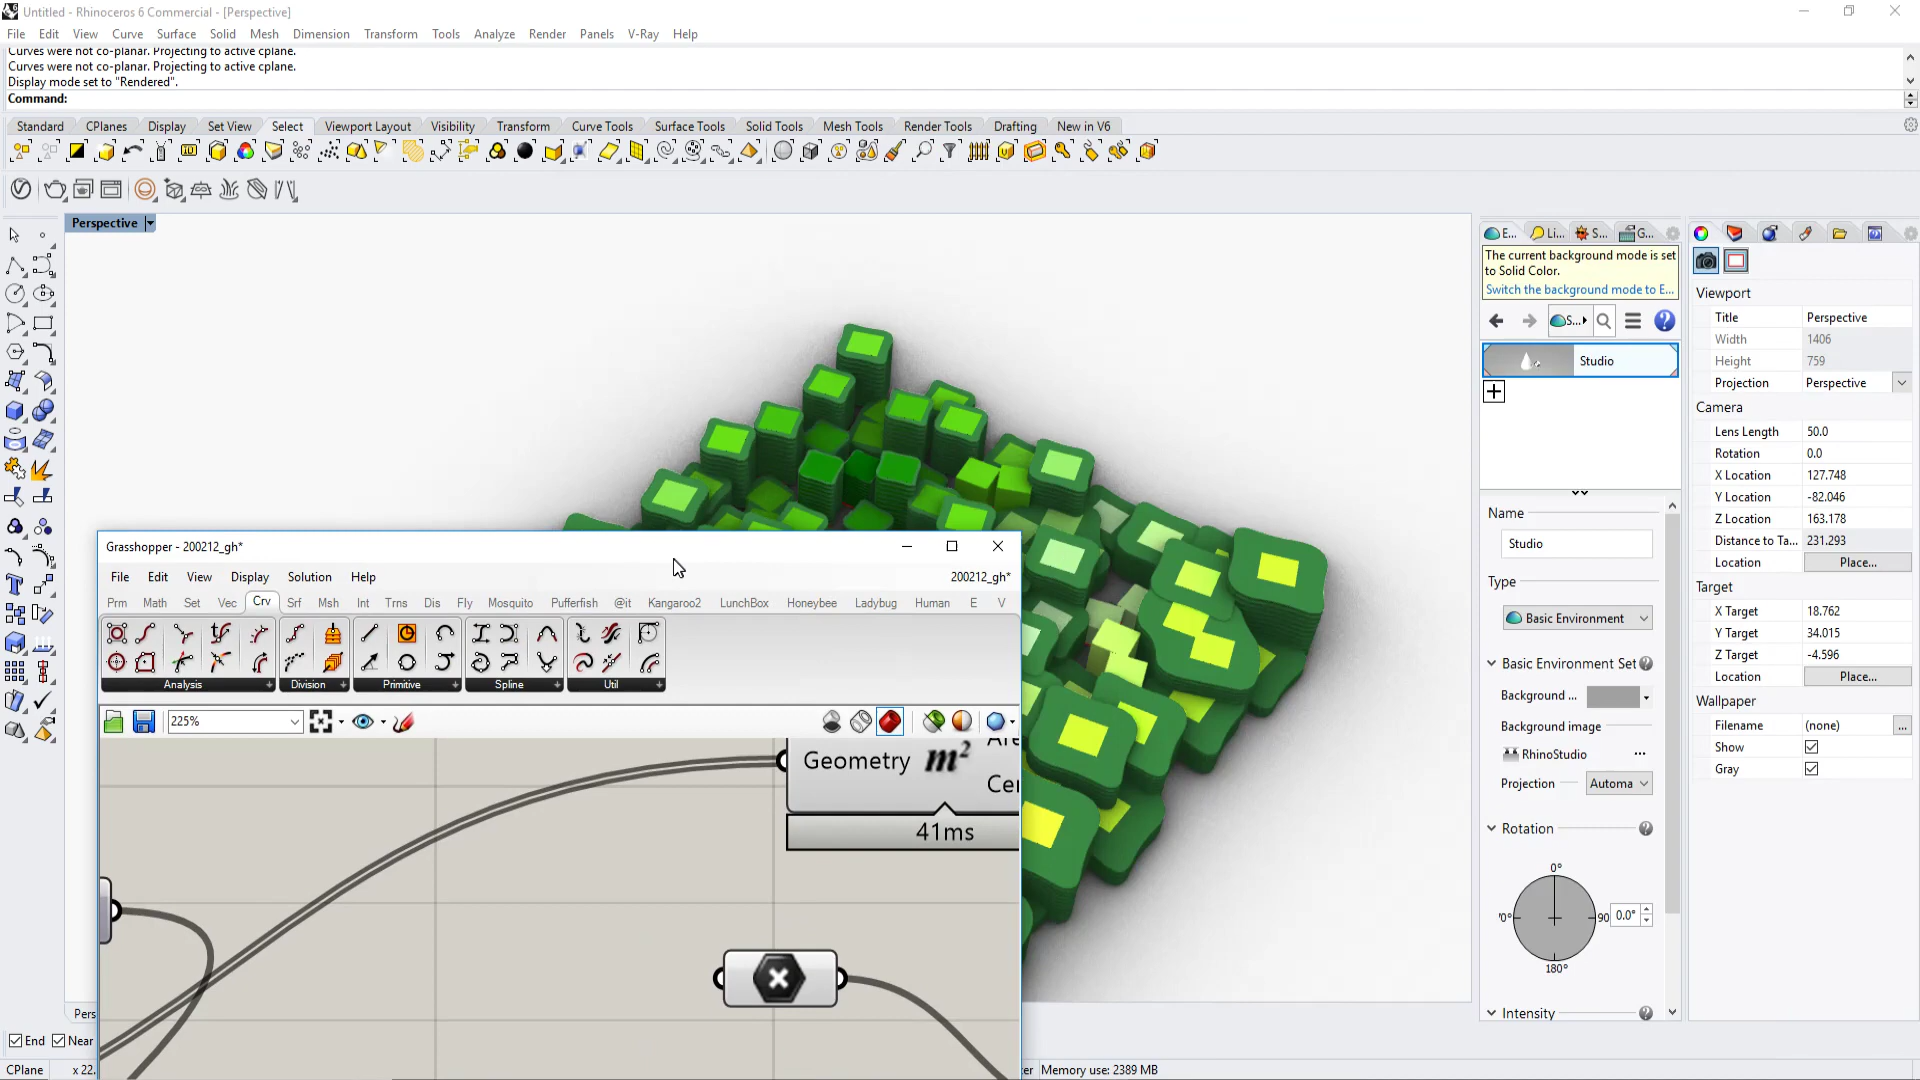 Untitled - Rhinoceros 6 Commercial - [Perspective]
File Edit View Curve Surface Solid Mesh Dimension Transform Tools Analyze Render Panels V-Ray Help
Curves were not co-planar. Projecting to active cplane.
Curves were not co-planar. Projecting to active cplane.
Display mode set to "Rendered".
Command:
Standard CPlanes Display Set View Select Viewport Layout Visibility Transform Curve Tools Surface Tools Solid Tools Mesh Tools Render Tools Drafting New in V6
Perspective
E... Li... S... G...
The current background mode is set
to Solid Color.
Switch the background mode to E...
S...
Studio
Name
Studio
Type
Basic Environment
Basic Environment Set
Background ...
Background image
RhinoStudio ...
Projection Automa
Rotation
0°
'0° 90 0.0°
180°
Intensity
Viewport
Title Perspective
Width 1406
Height 759
Projection Perspective
Camera
Lens Length 50.0
Rotation 0.0
X Location 127.748
Y Location -82.046
Z Location 163.178
Distance to Ta... 231.293
Location Place...
Target
X Target 18.762
Y Target 34.015
Z Target -4.596
Location Place...
Wallpaper
Filename (none) ...
Show
Gray
Grasshopper - 200212_gh*
File Edit View Display Solution Help 200212_gh*
Prm Math Set Vec Crv Srf Msh Int Trns Dis Fly Mosquito Pufferfish @it Kangaroo2 LunchBox Honeybee Ladybug Human E V
Analysis Division Primitive Spline Util
225%
Geometry m² Are
Cer
41ms
Pers
End Near
CPlane x 22. er Memory use: 2389 MB